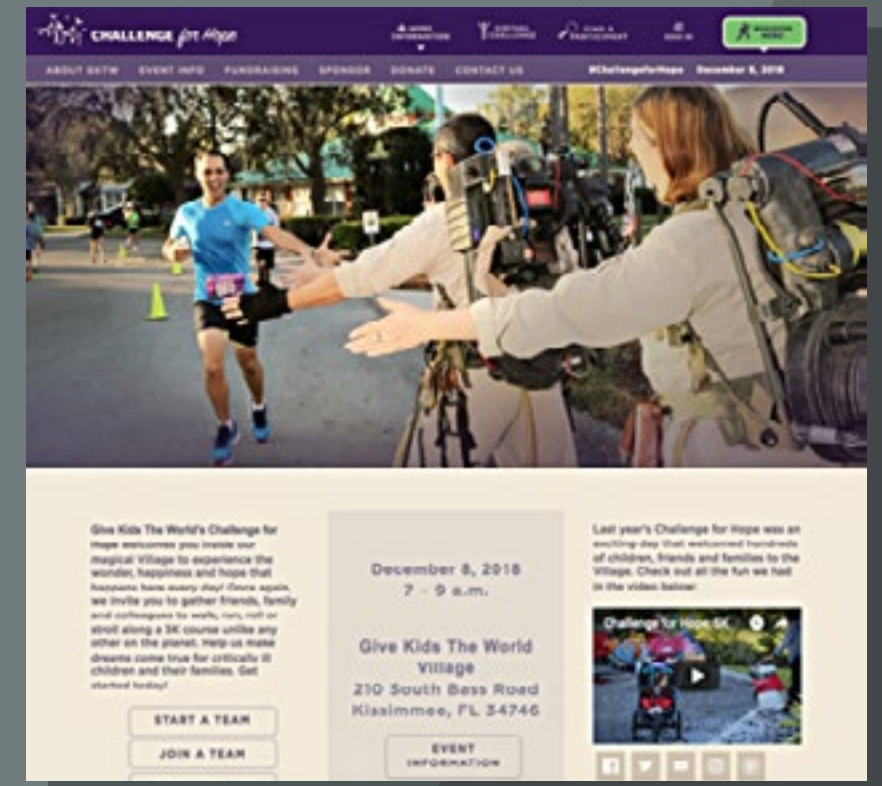 CHALLENGE for Hope
MORE INFORMATION
VIRTUAL CHALLENGE
FIND A PARTICIPANT
SIGN IN
REGISTER HERE
ABOUT GKTW EVENT INFO FUNDRAISING SPONSOR DONATE CONTACT US #ChallengeforHope December 8, 2018
Give Kids The World's Challenge for
Hope welcomes you inside our
magical Village to experience the
wonder, happiness and hope that
happens here every day! Once again,
we invite you to gather friends, family
and colleagues to walk, run, roll or
stroll along a 5K course unlike any
other on the planet. Help us make
dreams come true for critically ill
children and their families. Get
started today!
START A TEAM
JOIN A TEAM
December 8, 2018
7 - 9 a.m.
Give Kids The World
Village
210 South Bass Road
Kissimmee, FL 34746
EVENT
INFORMATION
Last year's Challenge for Hope was an
exciting day that welcomed hundreds
of children, friends and families to the
Village. Check out all the fun we had
in the video below:
Challenge for Hope 5K